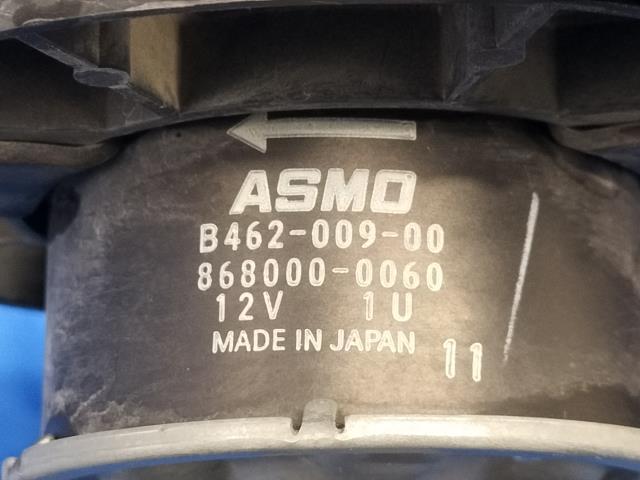 ASMO
B462-009-00
868000-0060
12V 1U
MADE IN JAPAN
11